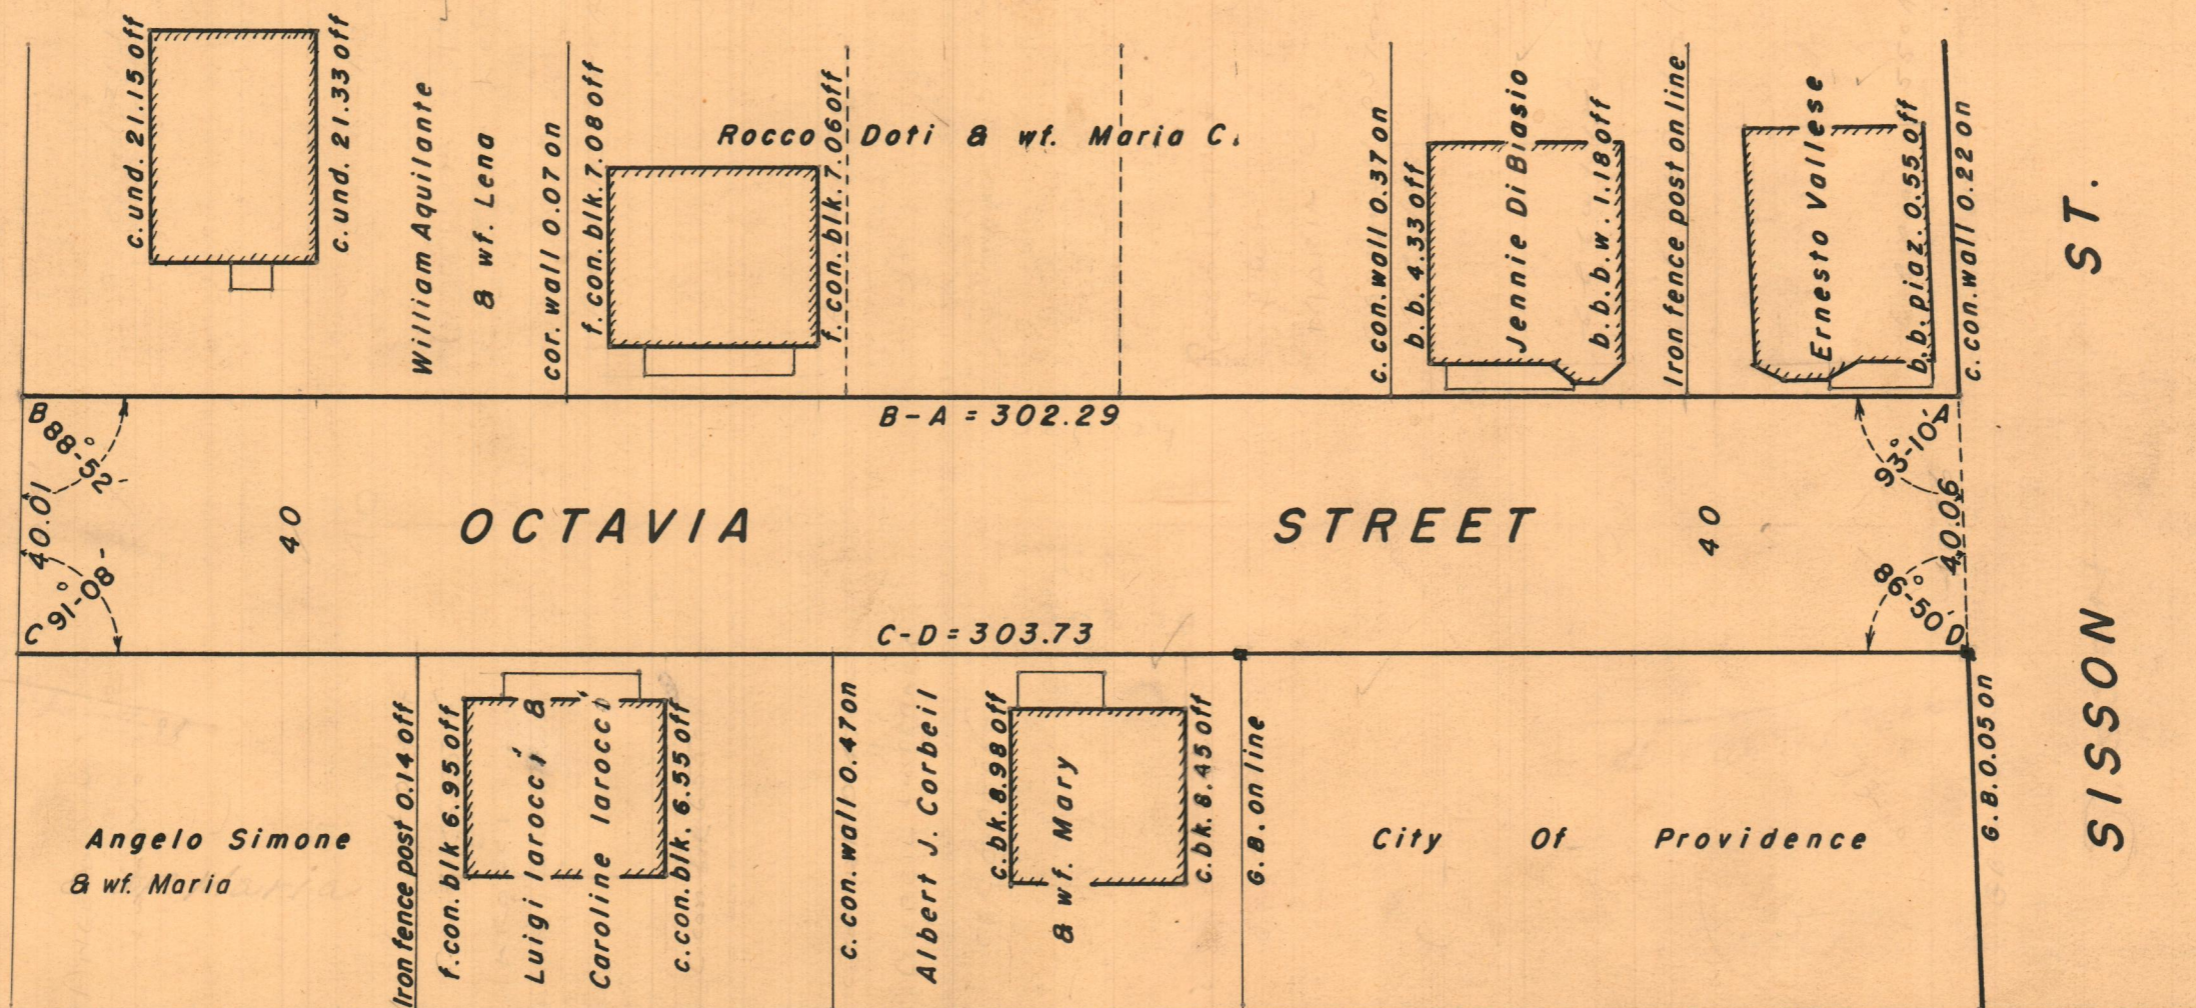 c. und. 21.15 off
c. und. 21.33 off
William Aquilante
& wf. Lena
cor. wall 0.07 on
f. con. blk. 7.08 off
f. con. blk. 7.06 off
Rocco Doti & wf. Maria C.
c. con. wall 0.37 on
b. b. 4.33 off
Jennie Di Biasio
b. b. b. w. 1.18 off
Iron fence post on line
Ernesto Vallese
b. b. piaz. 0.55 off
c. con. wall 0.22 on
B
88°-52'
B-A = 302.29
A
93°-10'
40.01
40
OCTAVIA STREET
40
40.06
C
91°-08'
C-D = 303.73
86°-50'
D
SISSON ST.
Angelo Simone
& wf. Maria
Iron fence post 0.14 off
f. con. blk 6.95 off
Luigi Iarocci &
Caroline Iarocci
c. con. blk. 6.55 off
c. con. wall 0.47 on
Albert J. Corbeil
& wf. Mary
c. bk. 8.98 off
c. bk. 8.45 off
G. B. on line
City Of Providence
G. B. 0.05 on